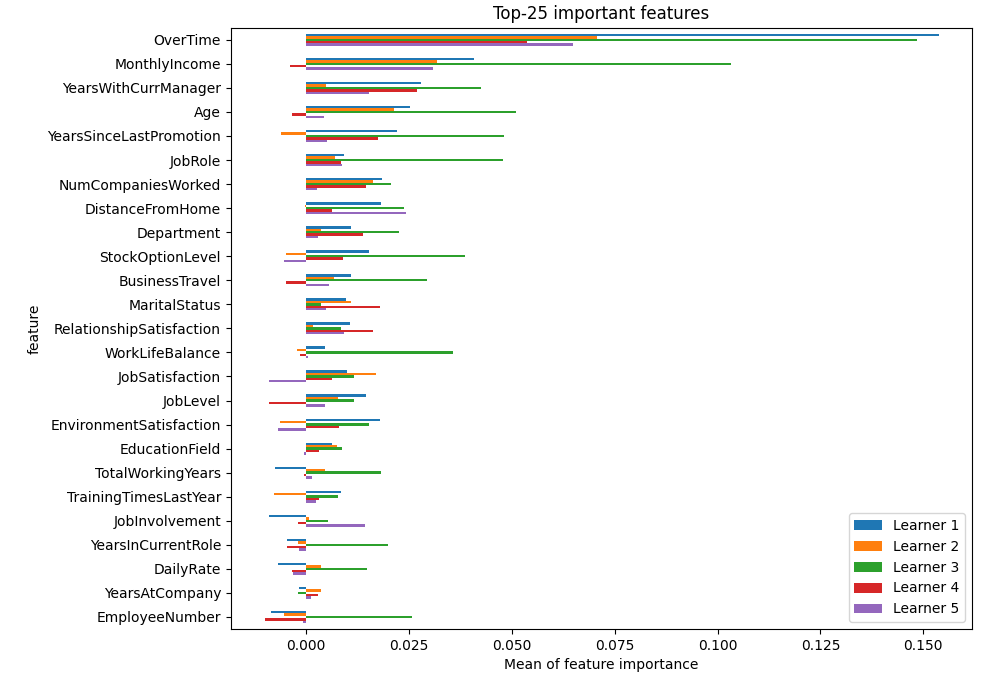 Top-25 important features
OverTime
MonthlyIncome
YearsWithCurrManager
Age
YearsSinceLastPromotion
JobRole
NumCompaniesWorked
DistanceFromHome
Department
StockOptionLevel
BusinessTravel
MaritalStatus
RelationshipSatisfaction
WorkLifeBalance
JobSatisfaction
JobLevel
EnvironmentSatisfaction
EducationField
TotalWorkingYears
TrainingTimesLastYear
JobInvolvement
YearsInCurrentRole
DailyRate
YearsAtCompany
EmployeeNumber
feature
Learner 1
Learner 2
Learner 3
Learner 4
Learner 5
0.000 0.025 0.050 0.075 0.100 0.125 0.150
Mean of feature importance